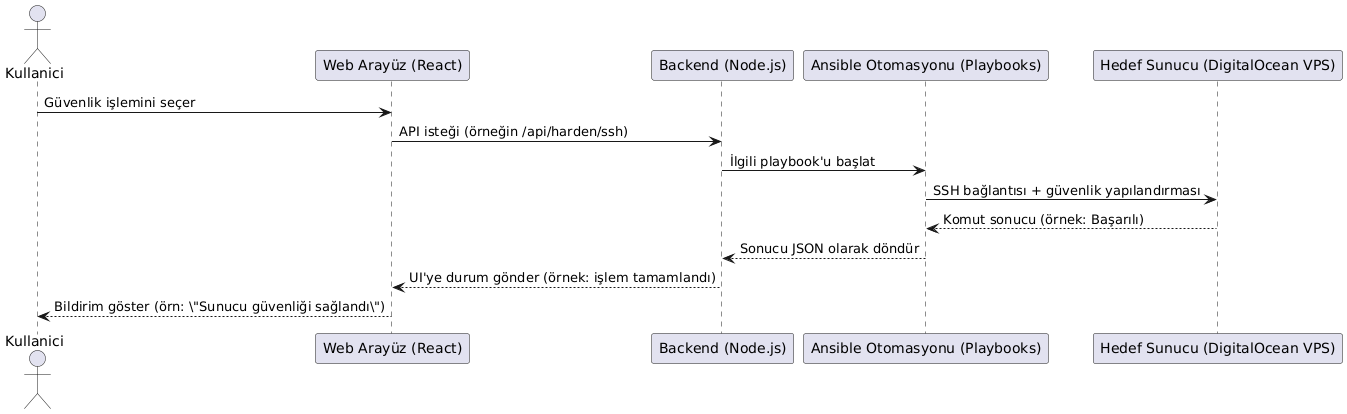 Kullanici
Web Arayüz (React)
Backend (Node.js)
Ansible Otomasyonu (Playbooks)
Hedef Sunucu (DigitalOcean VPS)
Güvenlik işlemini seçer
API isteği (örneğin /api/harden/ssh)
İlgili playbook'u başlat
SSH bağlantısı + güvenlik yapılandırması
Komut sonucu (örnek: Başarılı)
Sonucu JSON olarak döndür
UI'ye durum gönder (örnek: işlem tamamlandı)
Bildirim göster (örn: \"Sunucu güvenliği sağlandı\")
Kullanici
Web Arayüz (React)
Backend (Node.js)
Ansible Otomasyonu (Playbooks)
Hedef Sunucu (DigitalOcean VPS)